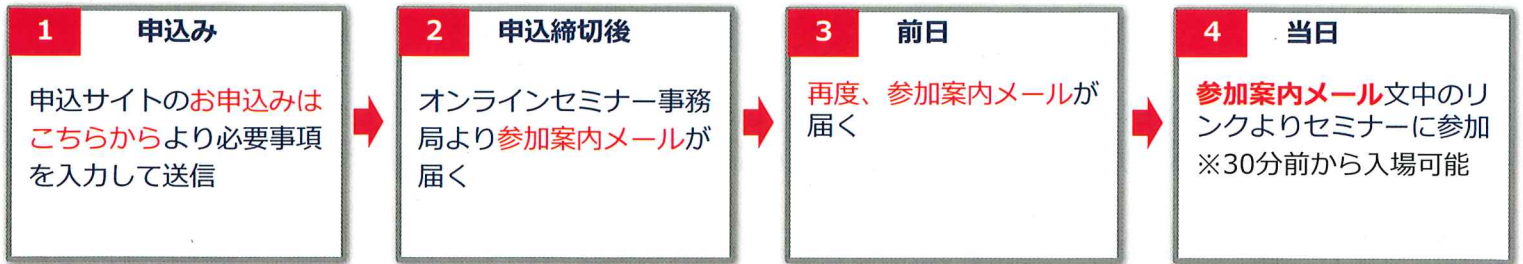 1 申込み
申込サイトのお申込みは
こちらからより必要事項
を入力して送信
2 申込締切後
オンラインセミナー事務
局より参加案内メールが
届く
3 前日
再度、参加案内メールが
届く
4 当日
参加案内メール文中のリ
ンクよりセミナーに参加
※30分前から入場可能